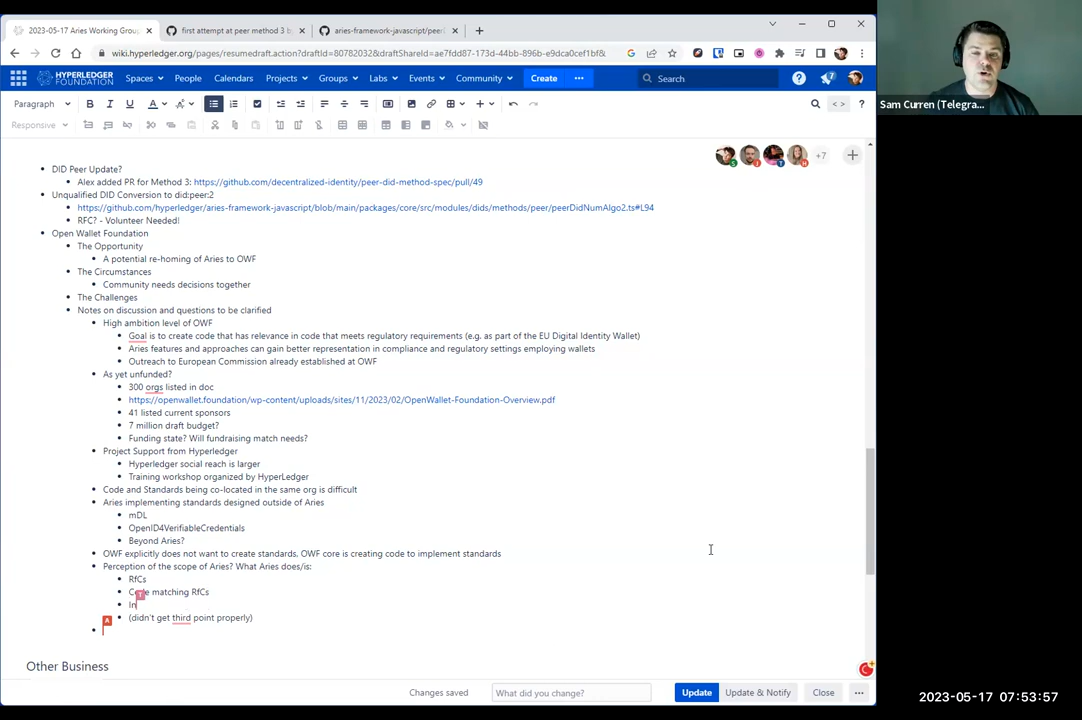 2023-05-17 Aries Working Grou
first attempt at peer method 3 b
aries-framework-javascript/peer
wiki.hyperledger.org/pages/resumedraft.action?draftId=80782032&draftShareId=ae7fdd87-173d-44bb-896b-e9dca0cef1bf&
HYPERLEDGER FOUNDATION Spaces People Calendars Projects Groups Labs Events Community Create Search
Sam Curren (Telegra...
Paragraph B I U A
Responsive
+7
DID Peer Update?
Alex added PR for Method 3: https://github.com/decentralized-identity/peer-did-method-spec/pull/49
Unqualified DID Conversion to did:peer:2
https://github.com/hyperledger/aries-framework-javascript/blob/main/packages/core/src/modules/dids/methods/peer/peerDidNumAlgo2.ts#L94
RFC? - Volunteer Needed!
Open Wallet Foundation
The Opportunity
A potential re-homing of Aries to OWF
The Circumstances
Community needs decisions together
The Challenges
Notes on discussion and questions to be clarified
High ambition level of OWF
Goal is to create code that has relevance in code that meets regulatory requirements (e.g. as part of the EU Digital Identity Wallet)
Aries features and approaches can gain better representation in compliance and regulatory settings employing wallets
Outreach to European Commission already established at OWF
As yet unfunded?
300 orgs listed in doc
https://openwallet.foundation/wp-content/uploads/sites/11/2023/02/OpenWallet-Foundation-Overview.pdf
41 listed current sponsors
7 million draft budget?
Funding state? Will fundraising match needs?
Project Support from Hyperledger
Hyperledger social reach is larger
Training workshop organized by HyperLedger
Code and Standards being co-located in the same org is difficult
Aries implementing standards designed outside of Aries
mDL
OpenID4VerifiableCredentials
Beyond Aries?
OWF explicitly does not want to create standards. OWF core is creating code to implement standards
Perception of the scope of Aries? What Aries does/is:
RfCs
Code matching RfCs
In
(didn't get third point properly)
A
Other Business
Changes saved What did you change? Update Update & Notify Close
2023-05-17 07:53:57